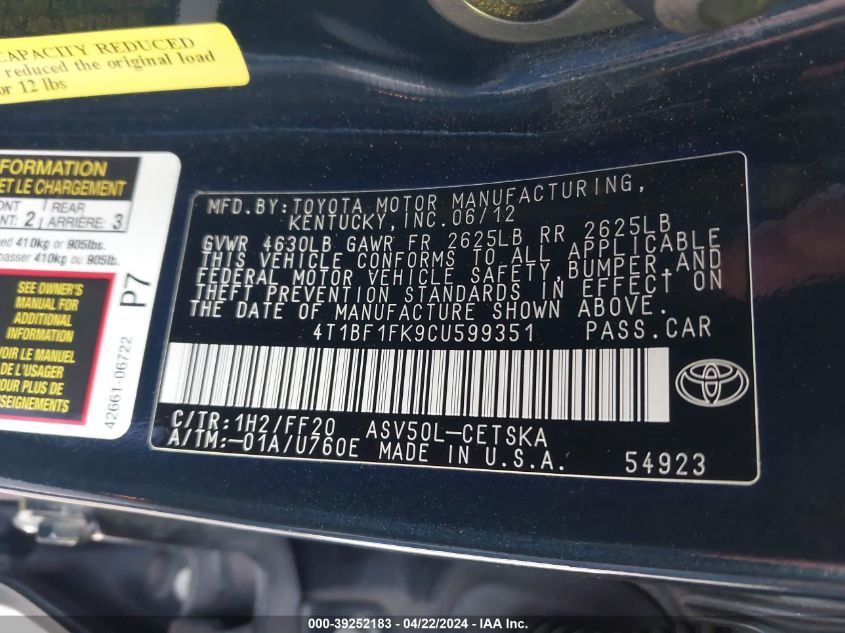 CAPACITY REDUCED
reduced the original load
or 12 lbs
FORMATION
ET LE CHARGEMENT
ONT
NT: 2
REAR
ARRIÈRE: 3
ed 410kg or 905lbs.
passer 410kg ou 905lb.
SEE OWNER'S
MANUAL FOR
ADDITIONAL
INFORMATION
OIR LE MANUEL
DE L'USAGER
POUR PLUS DE
SEIGNEMENTS
P7
42661-06722
MFD.BY:TOYOTA MOTOR MANUFACTURING,
KENTUCKY,INC.06/12
GVWR 4630LB GAWR FR 2625LB RR 2625LB
THIS VEHICLE CONFORMS TO ALL APPLICABLE
FEDERAL MOTOR VEHICLE SAFETY,BUMPER,AND
THEFT PREVENTION STANDARDS IN EFFECT ON
THE DATE OF MANUFACTURE SHOWN ABOVE.
4T1BF1FK9CU599351 PASS.CAR
C/TR:1H2/FF20 ASV50L-CETSKA
A/TM:-01A/U760E MADE IN U.S.A. 54923
000-39252183 - 04/22/2024 - IMAGE 9